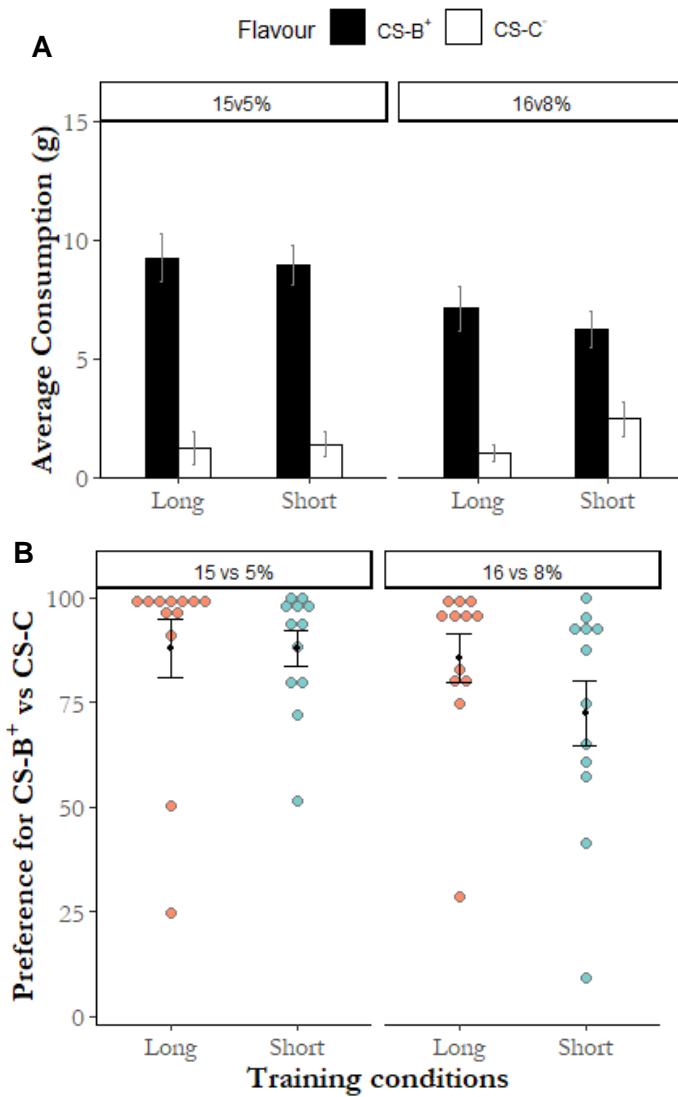 Flavour CS-B⁺ CS-C⁻
A
15v5% 16v8%
Average Consumption (g)
15
10
5
0
Long Short Long Short
B
15 vs 5% 16 vs 8%
Preference for CS-B⁺ vs CS-C
100
75
50
25
0
Long Short Long Short
Training conditions